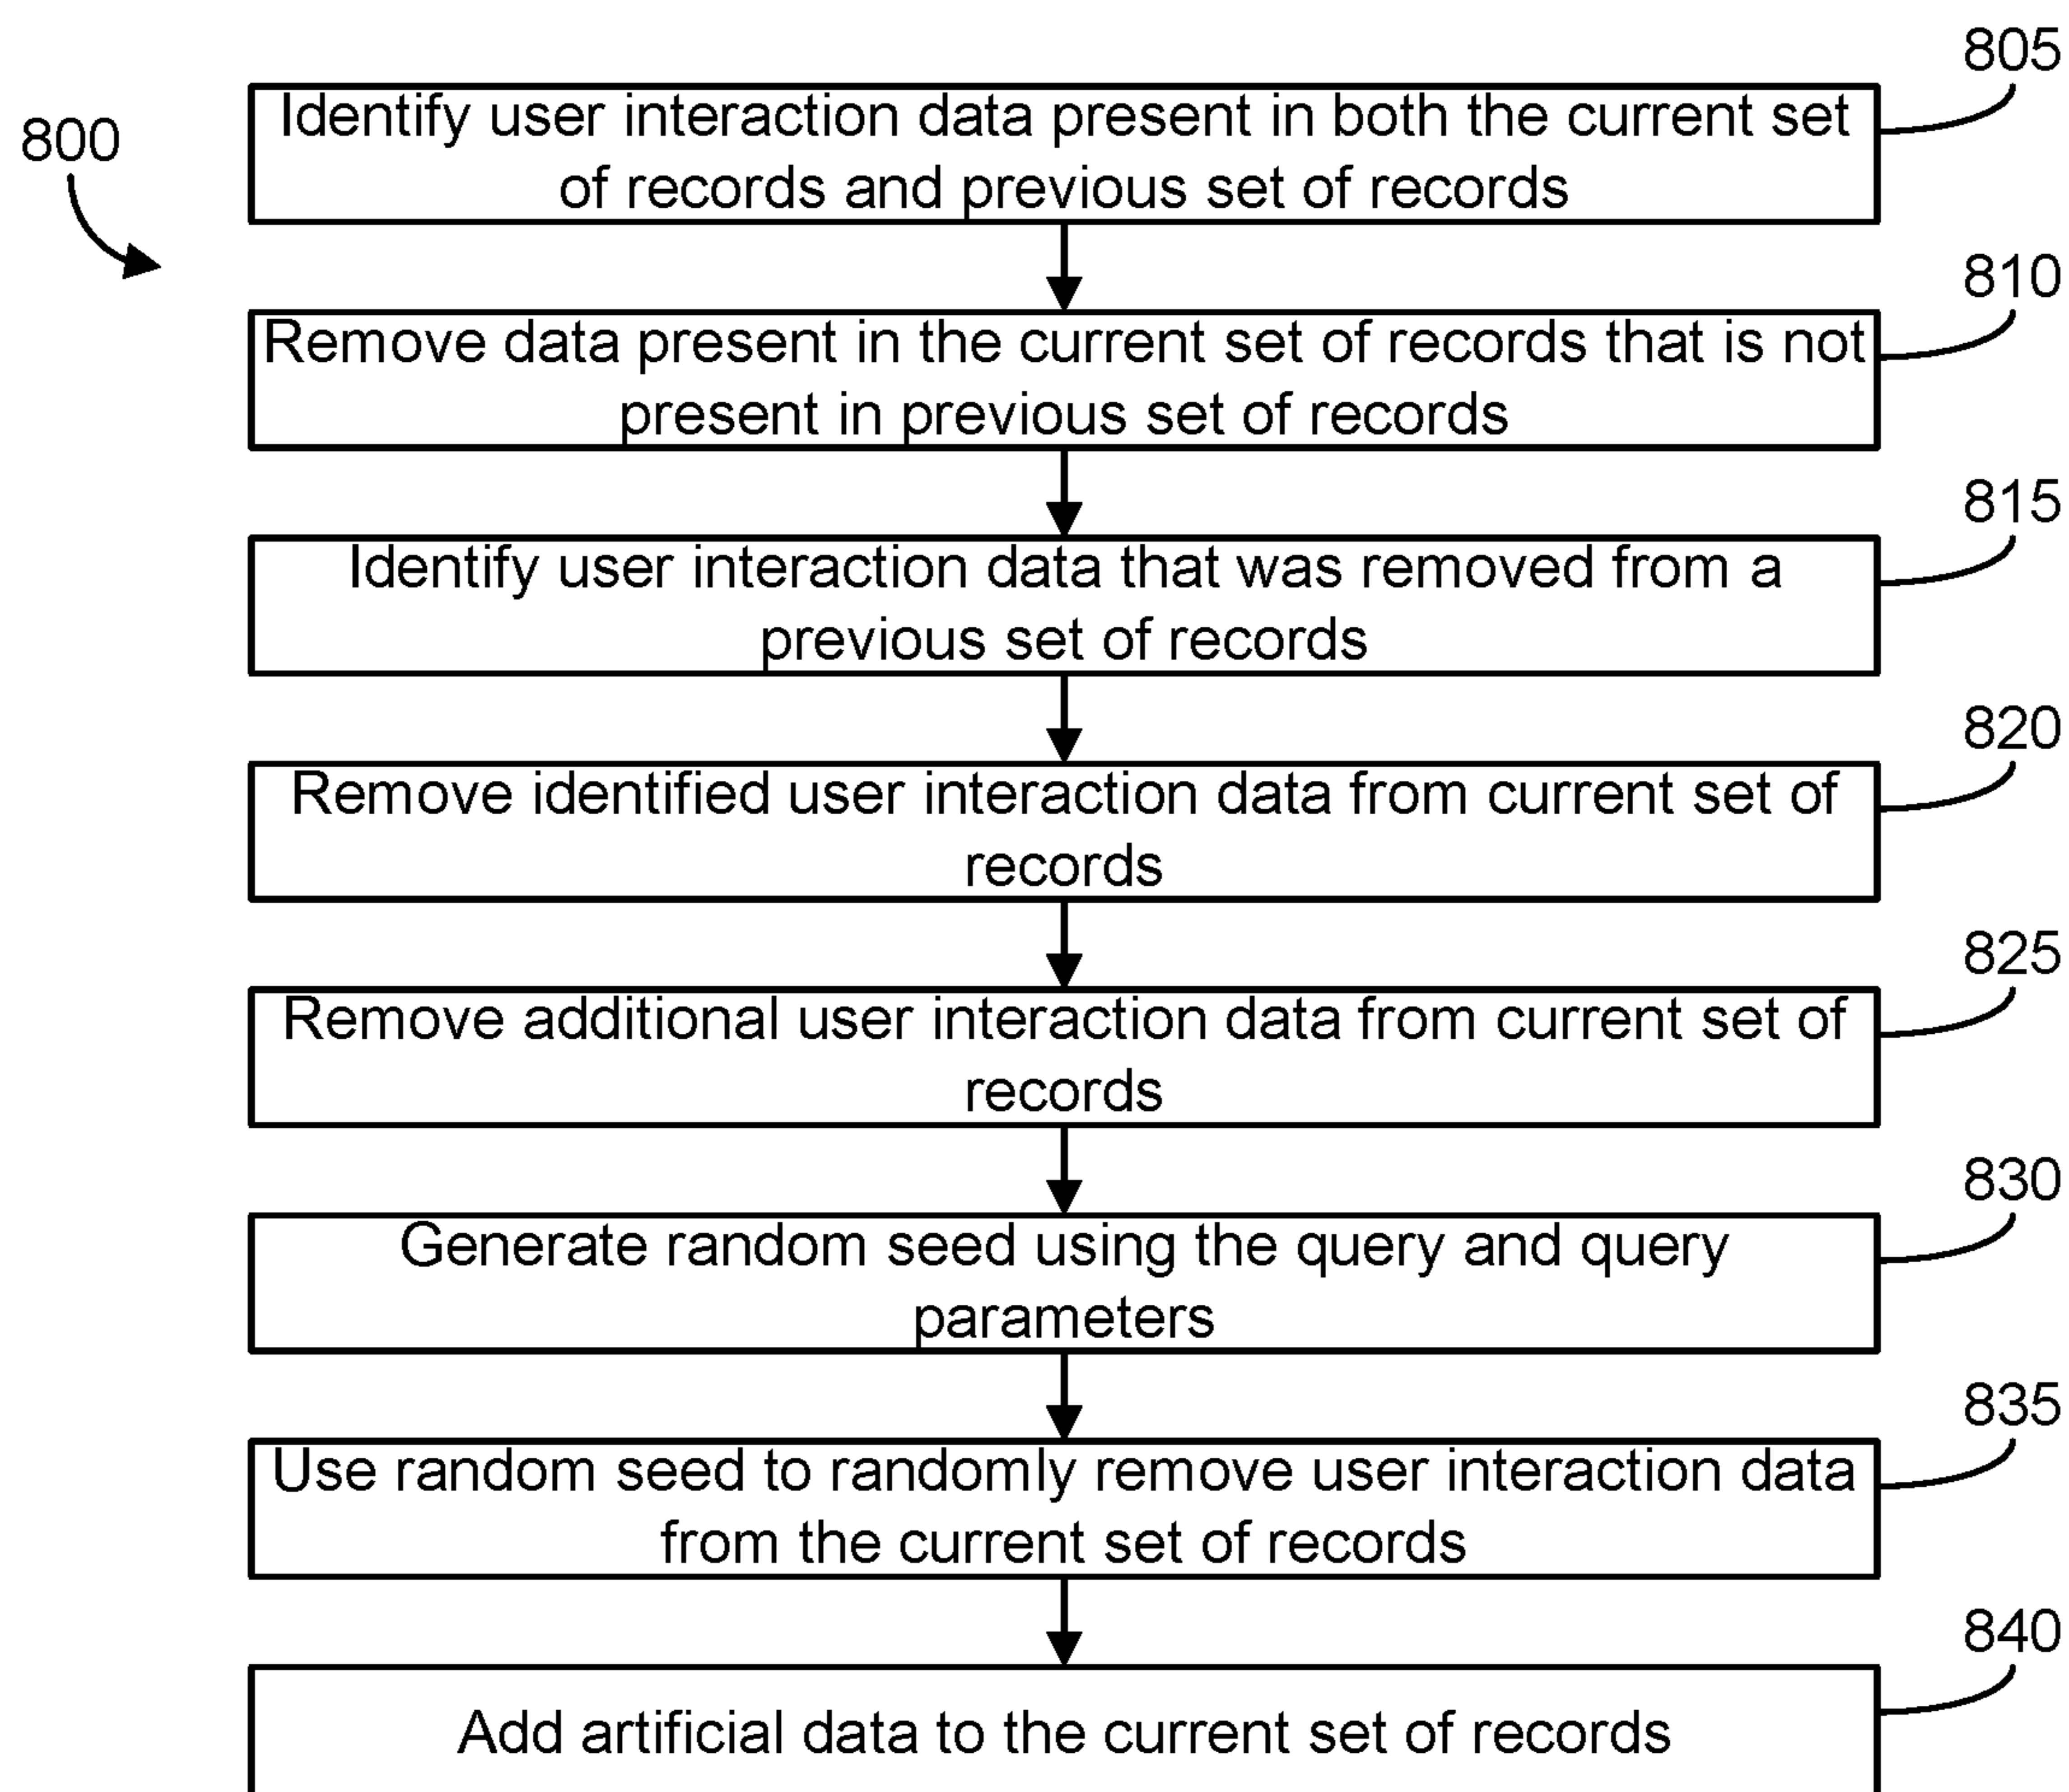 805
800
Identify user interaction data present in both the current set
of records and previous set of records
810
Remove data present in the current set of records that is not
present in previous set of records
815
Identify user interaction data that was removed from a
previous set of records
820
Remove identified user interaction data from current set of
records
825
Remove additional user interaction data from current set of
records
830
Generate random seed using the query and query
parameters
835
Use random seed to randomly remove user interaction data
from the current set of records
840
Add artificial data to the current set of records